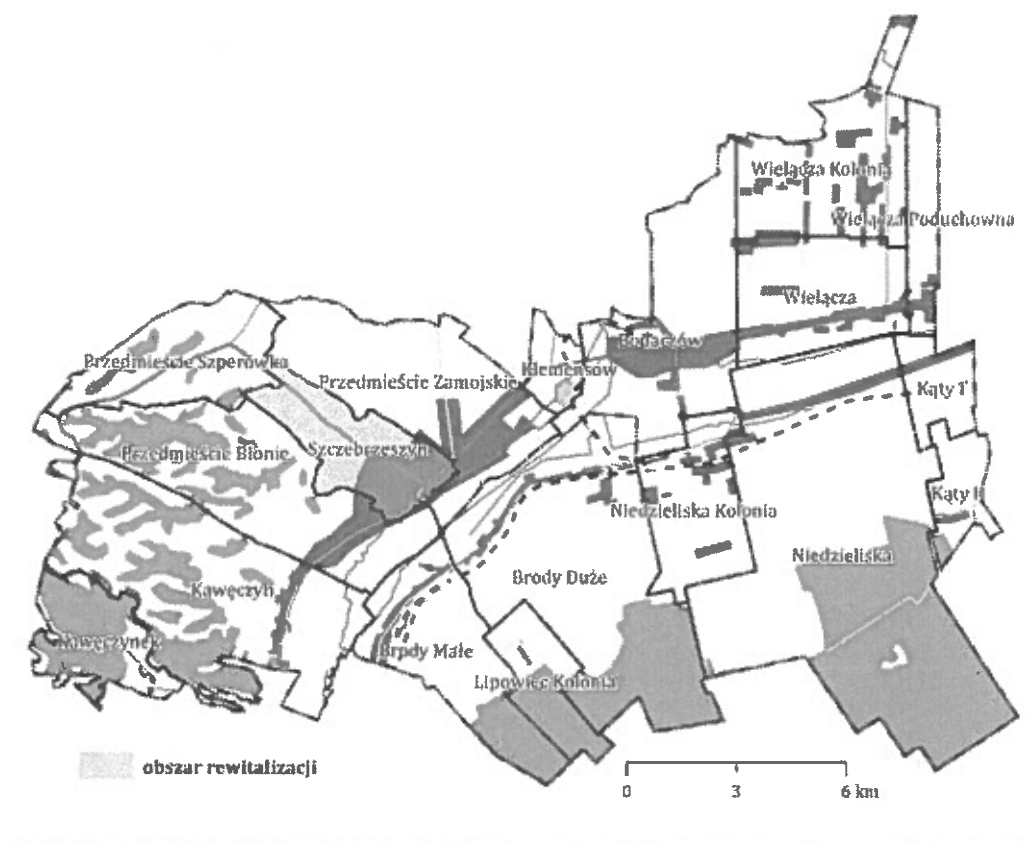 Wielącza Kolonia
Wielącza Poduchowna
Wielącza
Bodaczów
Klemensów
Przedmieście Szperówka
Przedmieście Zamojskie
Kąty I
Szczebrzeszyn
Przedmieście Błonie
Kąty II
Niedzieliska Kolonia
Niedzieliska
Brody Duże
Kawęczyn
Kawęczynek
Brody Małe
Lipowiec Kolonia
obszar rewitalizacji
0 3 6 km